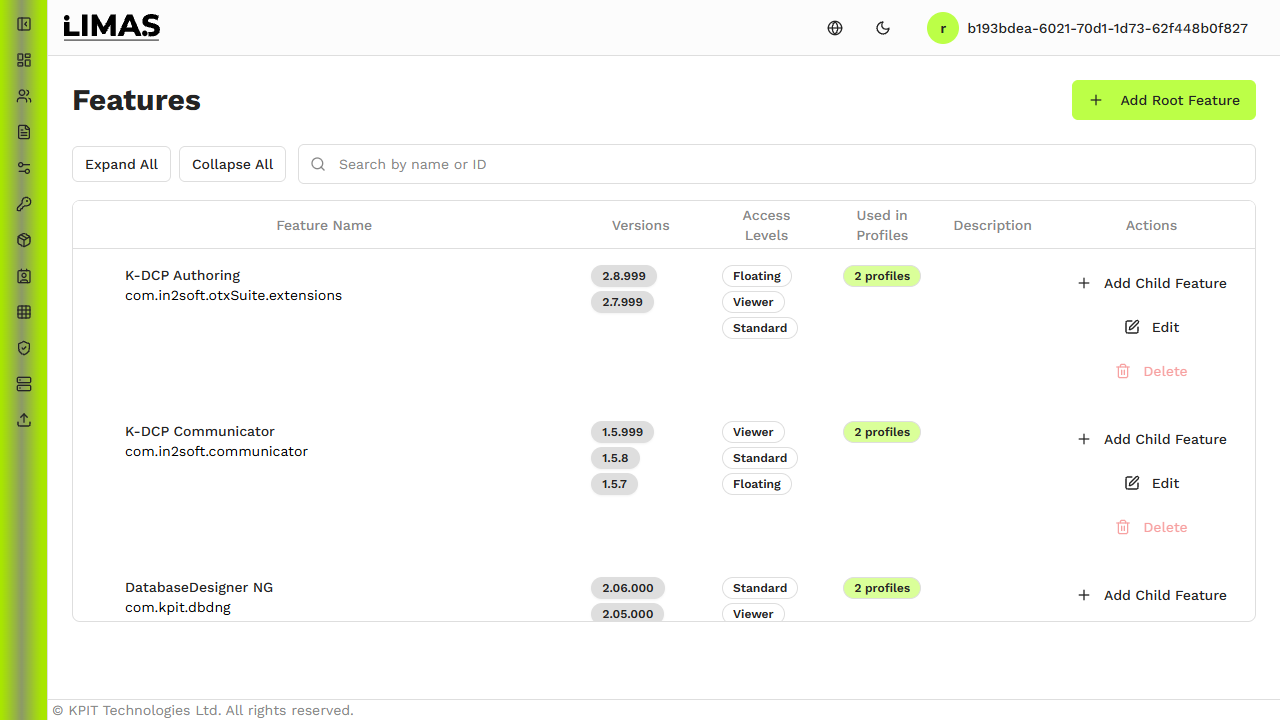 LIMAS
r
b193bdea-6021-70d1-1d73-62f448b0f827
Features
Add Root Feature
Expand All
Collapse All
Search by name or ID
Feature Name
Versions
Access
Levels
Used in
Profiles
Description
Actions
K-DCP Authoring
com.in2soft.otxSuite.extensions
2.8.999
2.7.999
Floating
Viewer
Standard
2 profiles
Add Child Feature
Edit
Delete
K-DCP Communicator
com.in2soft.communicator
1.5.999
1.5.8
1.5.7
Viewer
Standard
Floating
2 profiles
Add Child Feature
Edit
Delete
DatabaseDesigner NG
com.kpit.dbdng
2.06.000
2.05.000
Standard
Viewer
2 profiles
Add Child Feature
© KPIT Technologies Ltd. All rights reserved.